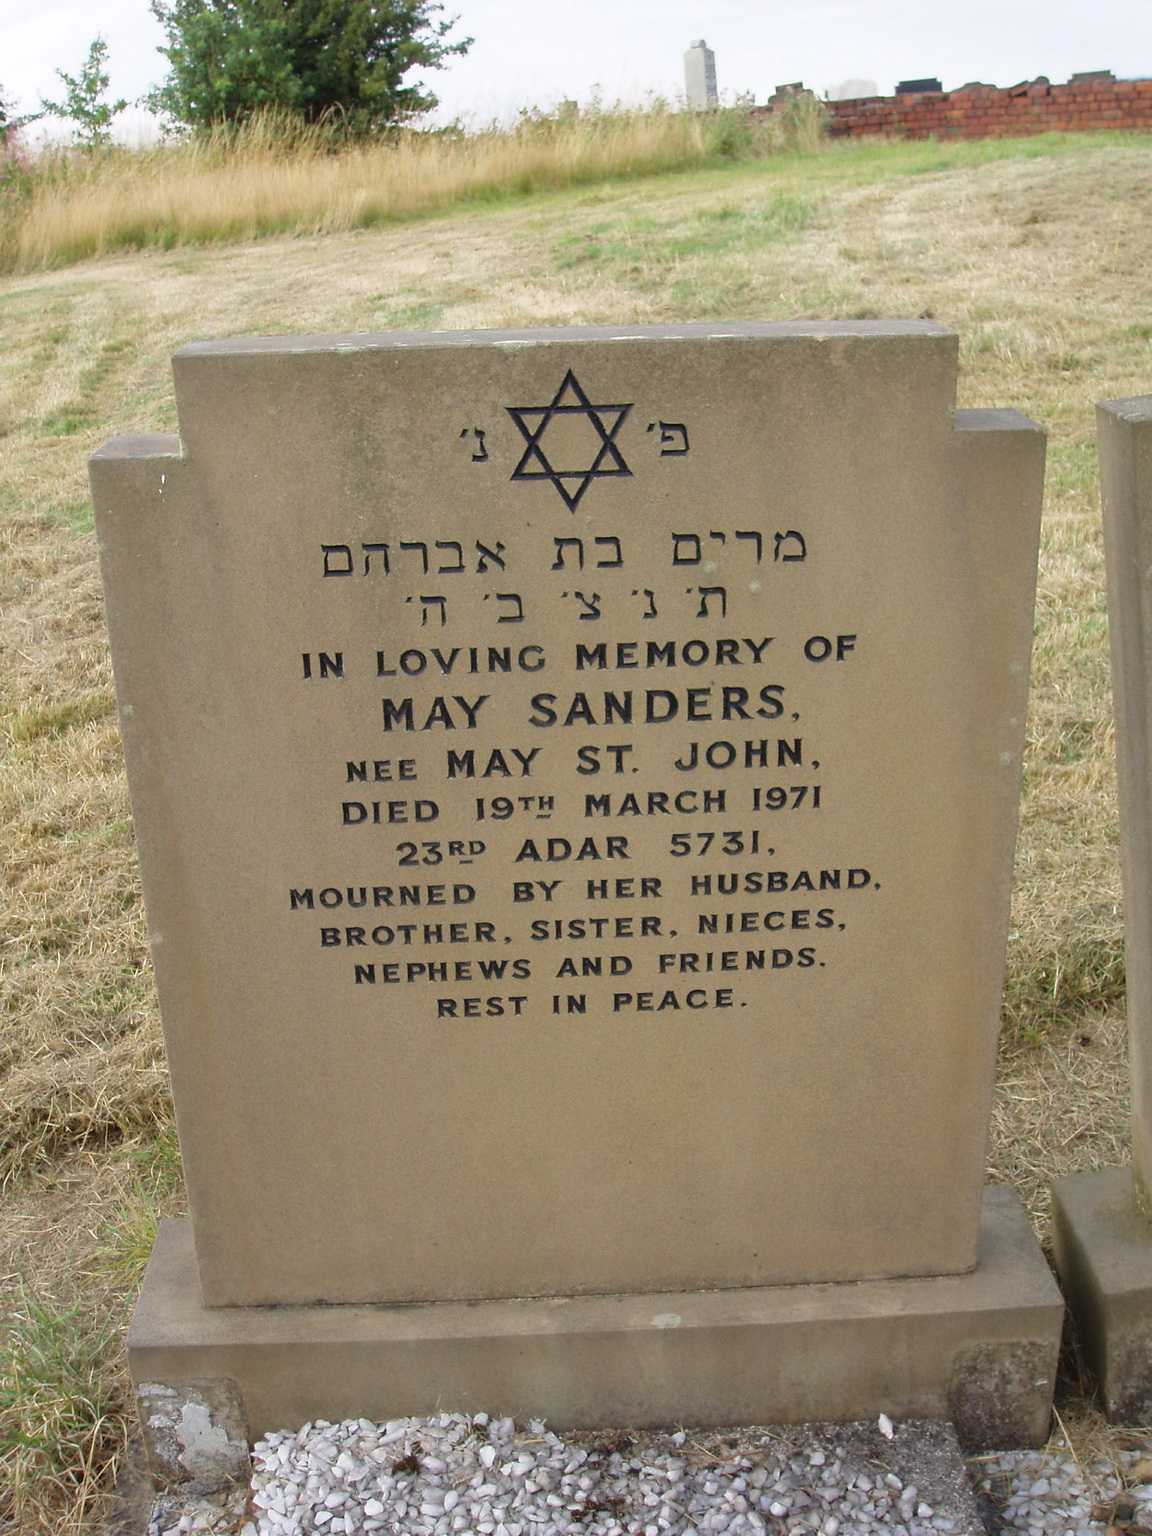 פ׳ נ׳
מרים בת אברהם
ת׳ נ׳ צ׳ ב׳ ה׳
IN LOVING MEMORY OF
MAY SANDERS,
NEE MAY ST. JOHN,
DIED 19TH MARCH 1971
23RD ADAR 5731,
MOURNED BY HER HUSBAND,
BROTHER, SISTER, NIECES,
NEPHEWS AND FRIENDS.
REST IN PEACE.